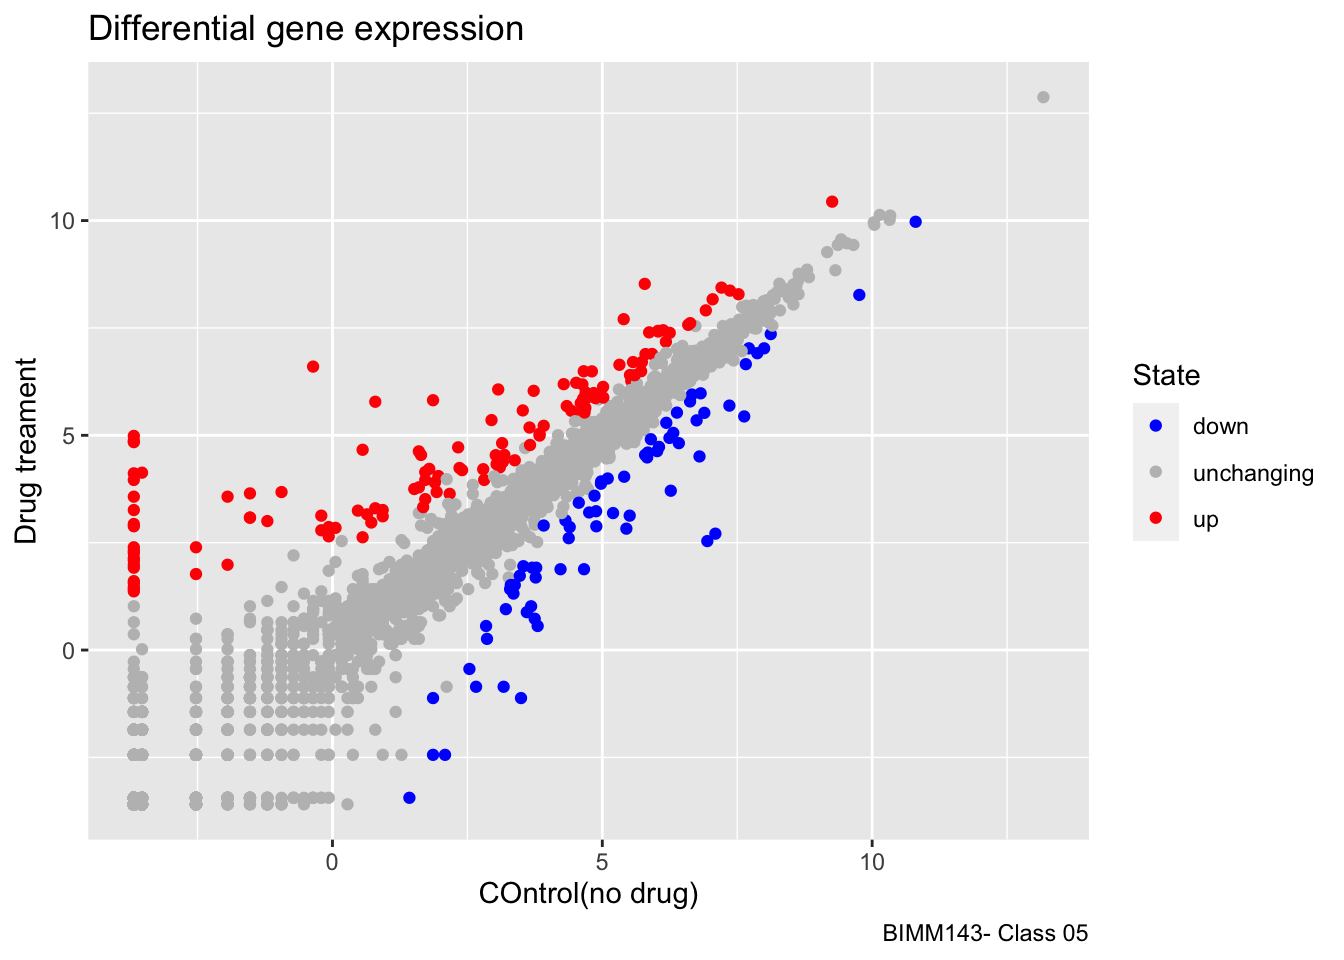 Differential gene expression
10
5
0
Drug treament
0 5 10
COntrol(no drug)
BIMM143- Class 05
State
down
unchanging
up